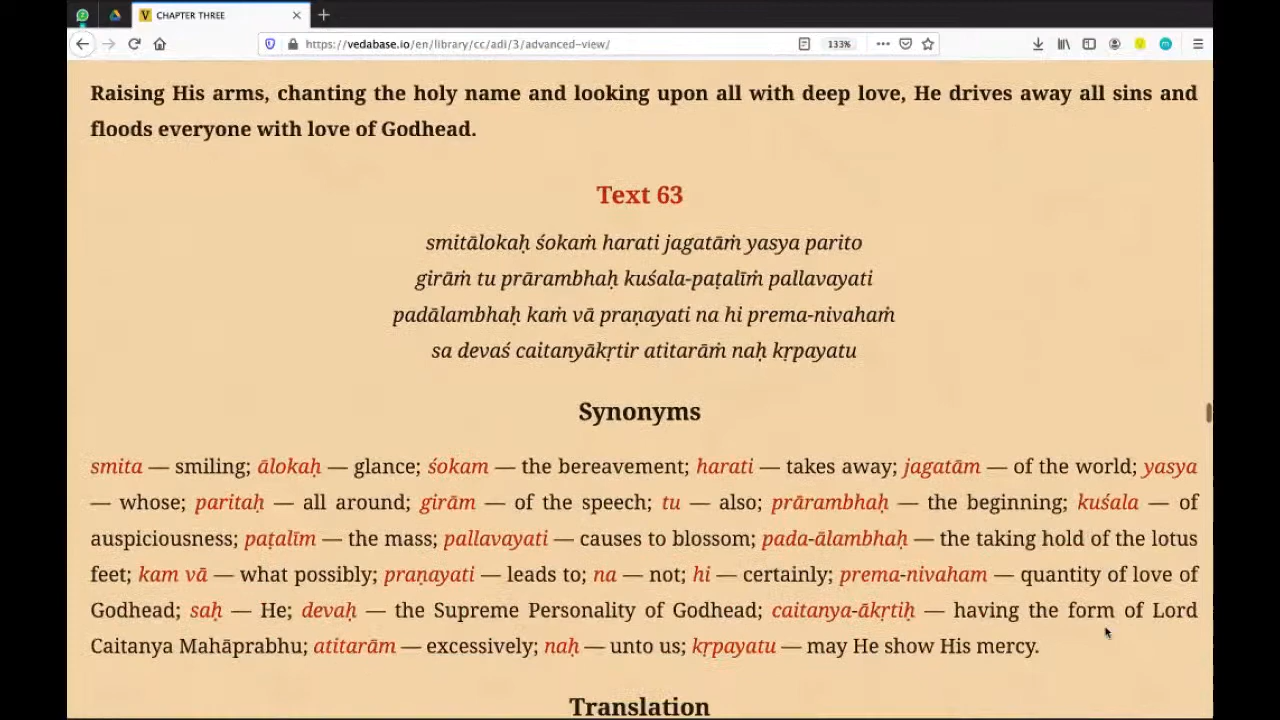 CHAPTER THREE
https://vedabase.io/en/library/cc/adi/3/advanced-view/
133%
Raising His arms, chanting the holy name and looking upon all with deep love, He drives away all sins and
floods everyone with love of Godhead.
Text 63
smitālokaḥ śokaṁ harati jagatāṁ yasya parito
girāṁ tu prārambhaḥ kuśala-paṭalīṁ pallavayati
padālambhaḥ kaṁ vā praṇayati na hi prema-nivahaṁ
sa devaś caitanyākṛtir atitarāṁ naḥ kṛpayatu
Synonyms
smita — smiling; ālokaḥ — glance; śokam — the bereavement; harati — takes away; jagatām — of the world; yasya
— whose; paritaḥ — all around; girām — of the speech; tu — also; prārambhaḥ — the beginning; kuśala — of
auspiciousness; paṭalīm — the mass; pallavayati — causes to blossom; pada-ālambhaḥ — the taking hold of the lotus
feet; kam vā — what possibly; praṇayati — leads to; na — not; hi — certainly; prema-nivaham — quantity of love of
Godhead; saḥ — He; devaḥ — the Supreme Personality of Godhead; caitanya-ākṛtiḥ — having the form of Lord
Caitanya Mahāprabhu; atitarām — excessively; naḥ — unto us; kṛpayatu — may He show His mercy.
Translation